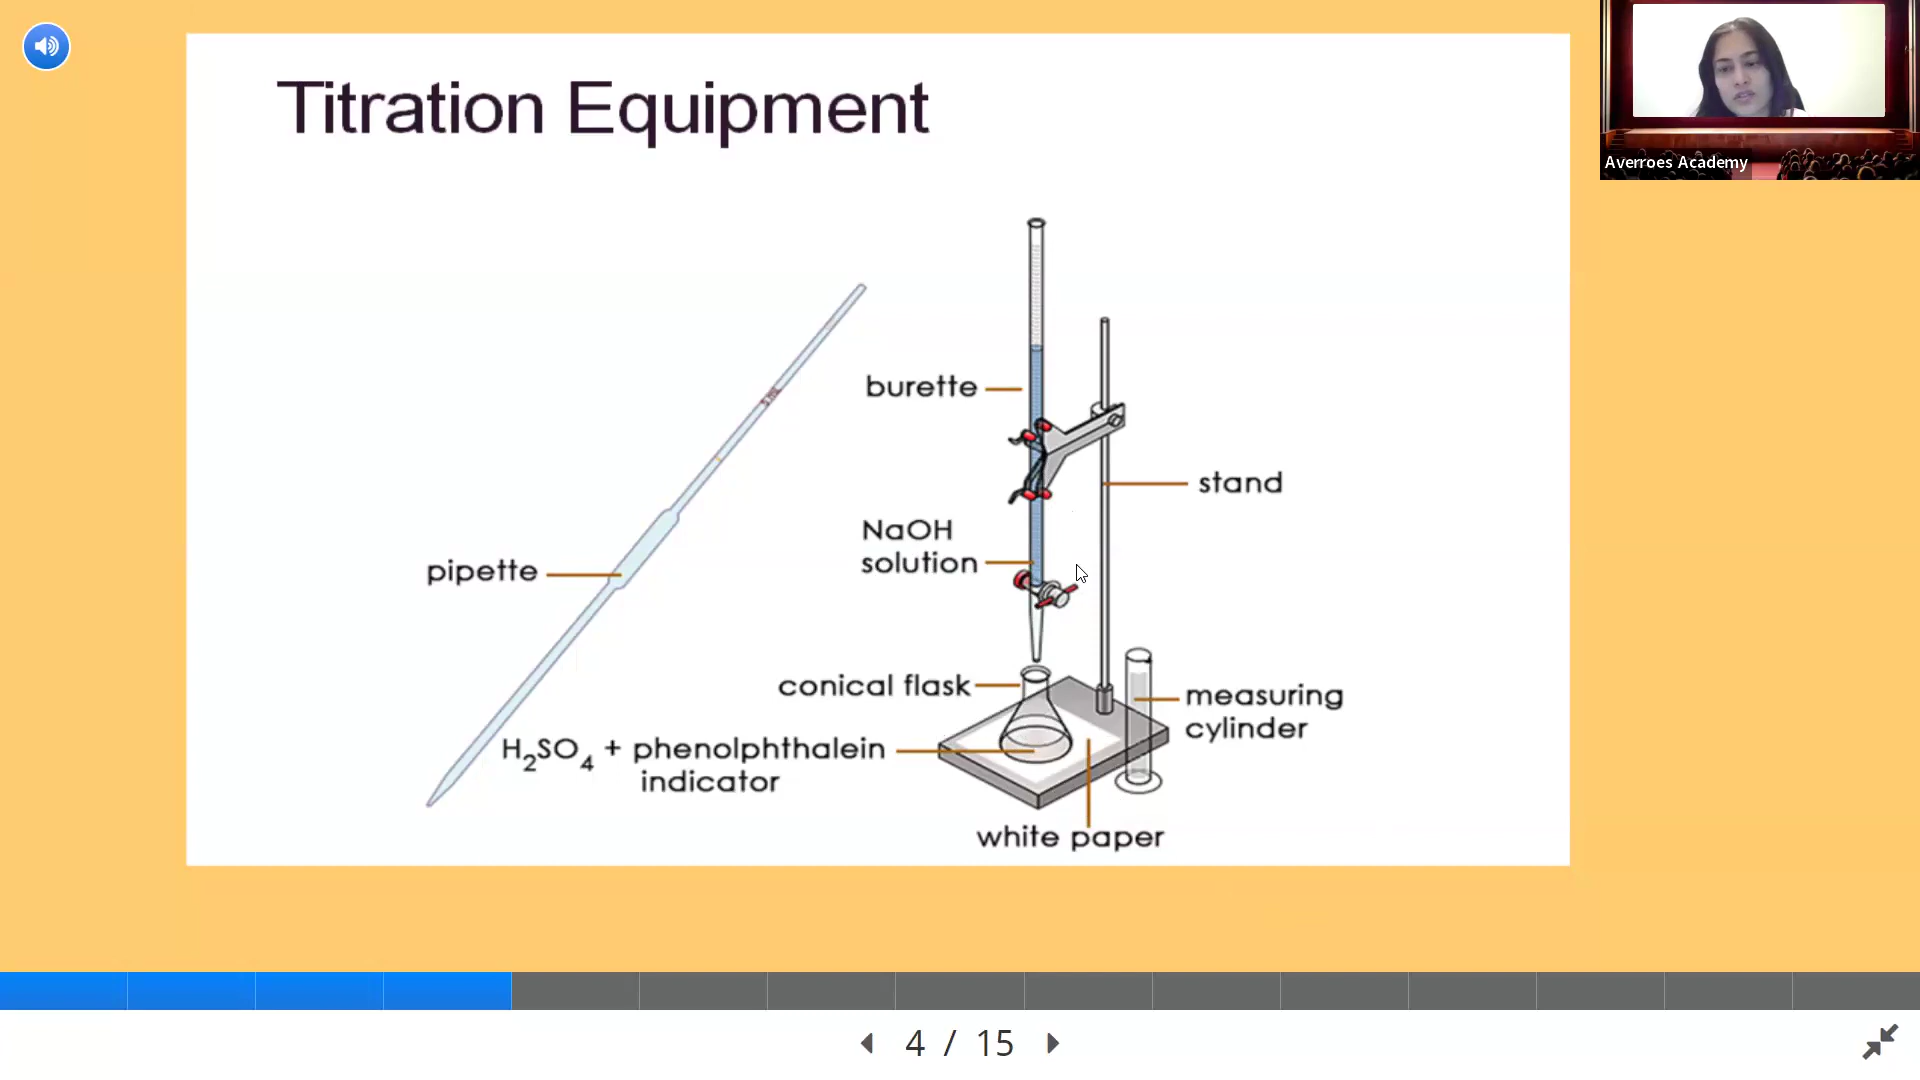 Titration Equipment
Averroes Academy
burette
stand
NaOH
solution
pipette
conical flask
measuring
cylinder
H₂SO₄ + phenolphthalein
indicator
white paper
4 / 15